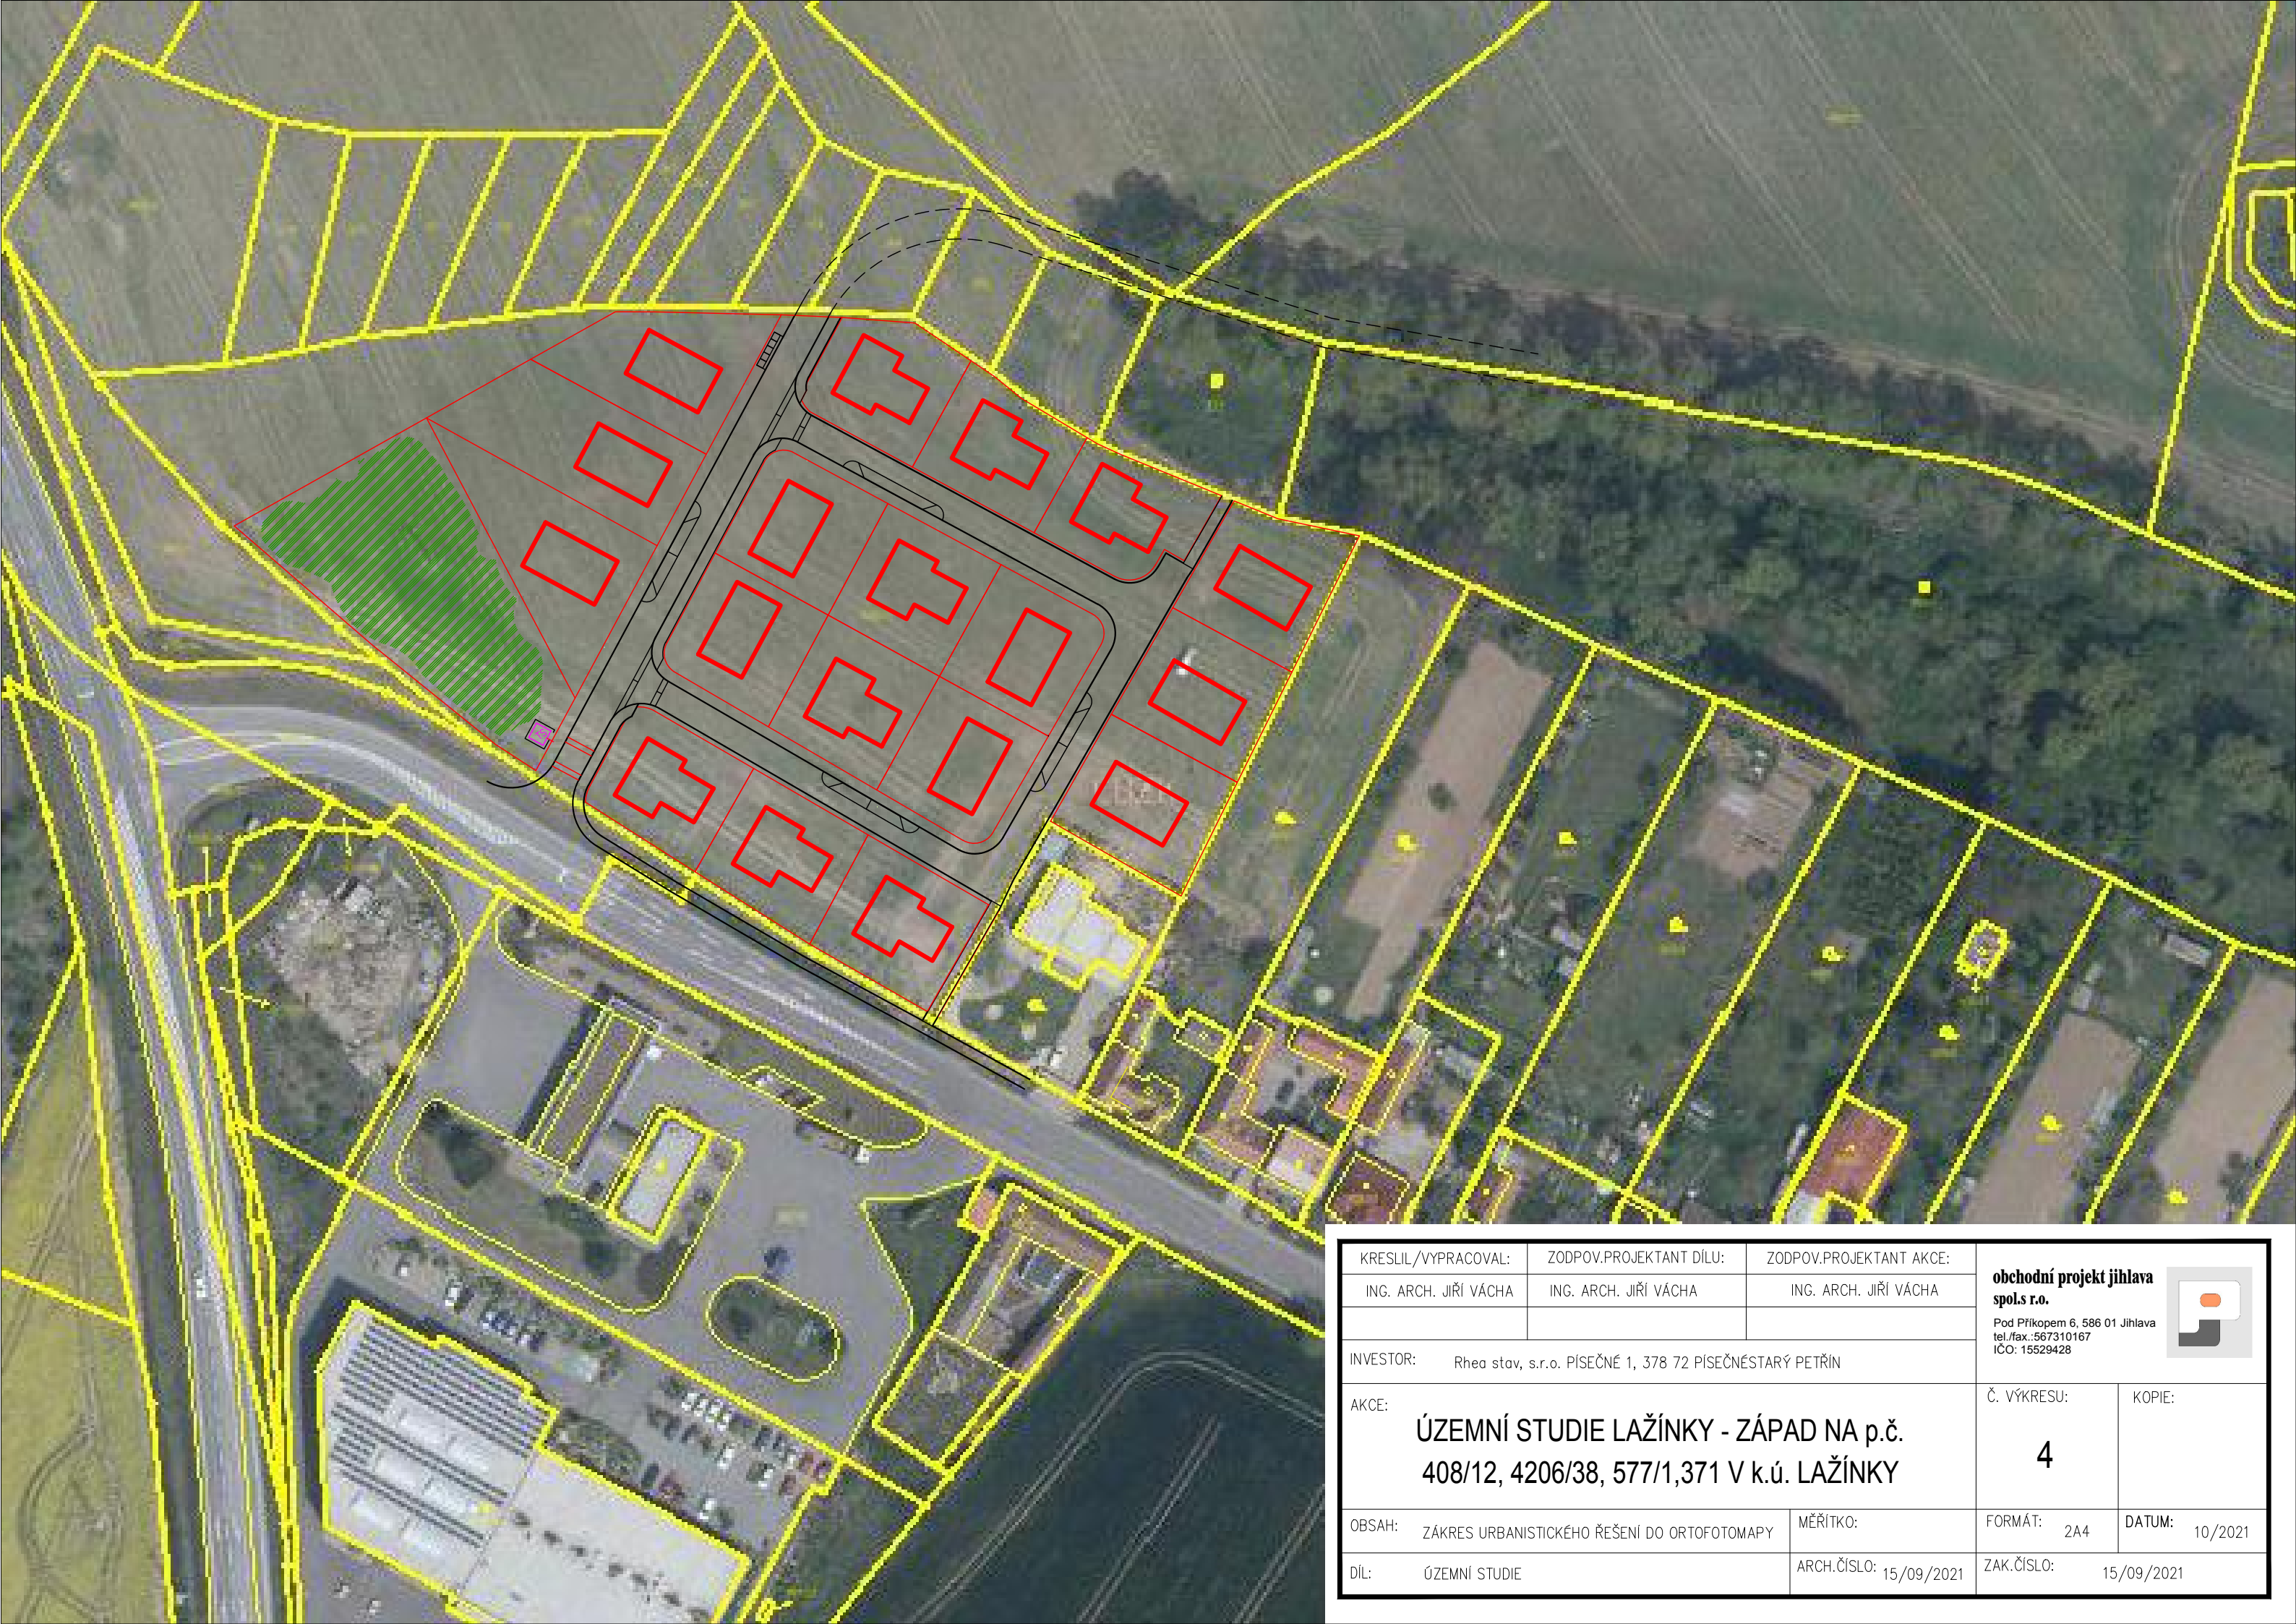 KRESLIL/VYPRACOVAL:
ZODPOV.PROJEKTANT DÍLU:
ZODPOV.PROJEKTANT AKCE:
ING. ARCH. JIŘÍ VÁCHA
ING. ARCH. JIŘÍ VÁCHA
ING. ARCH. JIŘÍ VÁCHA
obchodní projekt jihlava
spol.s r.o.
Pod Příkopem 6, 586 01 Jihlava
tel./fax.:567310167
IČO: 15529428
INVESTOR: Rhea stav, s.r.o. PÍSEČNÉ 1, 378 72 PÍSEČNÉSTARÝ PETŘÍN
AKCE:
ÚZEMNÍ STUDIE LAŽÍNKY - ZÁPAD NA p.č.
408/12, 4206/38, 577/1,371 V k.ú. LAŽÍNKY
Č. VÝKRESU:
4
KOPIE:
OBSAH: ZÁKRES URBANISTICKÉHO ŘEŠENÍ DO ORTOFOTOMAPY
MĚŘÍTKO:
FORMÁT: 2A4
DATUM: 10/2021
DÍL: ÚZEMNÍ STUDIE
ARCH.ČÍSLO: 15/09/2021
ZAK.ČÍSLO: 15/09/2021